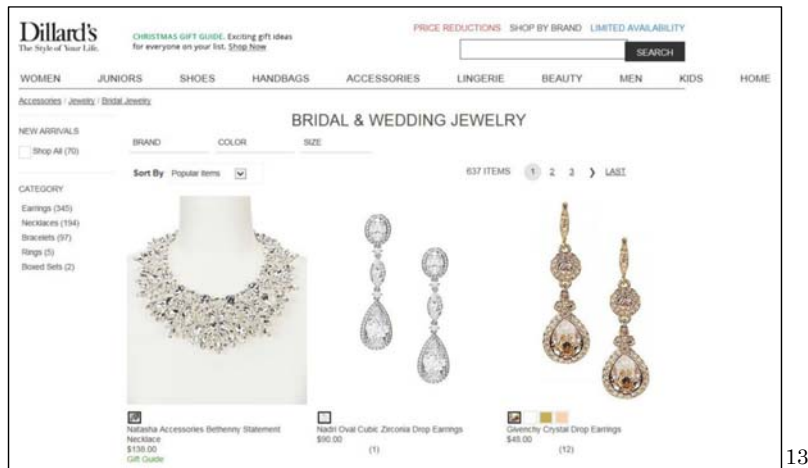 Dillard's
The Style of Your Life.
CHRISTMAS GIFT GUIDE. Exciting gift ideas
for everyone on your list. Shop Now
PRICE REDUCTIONS SHOP BY BRAND LIMITED AVAILABILITY
SEARCH
WOMEN JUNIORS SHOES HANDBAGS ACCESSORIES LINGERIE BEAUTY MEN KIDS HOME
Accessories / Jewelry / Bridal Jewelry
BRIDAL & WEDDING JEWELRY
NEW ARRIVALS
Shop All (70)
BRAND COLOR SIZE
Sort By Popular Items
637 ITEMS 1 2 3 LAST
CATEGORY
Earrings (345)
Necklaces (194)
Bracelets (97)
Rings (5)
Boxed Sets (2)
Natasha Accessories Bethenny Statement
Necklace
$138.00
Gift Guide
Nadri Oval Cubic Zirconia Drop Earrings
$90.00
(1)
Givenchy Crystal Drop Earrings
$48.00
(12)
13